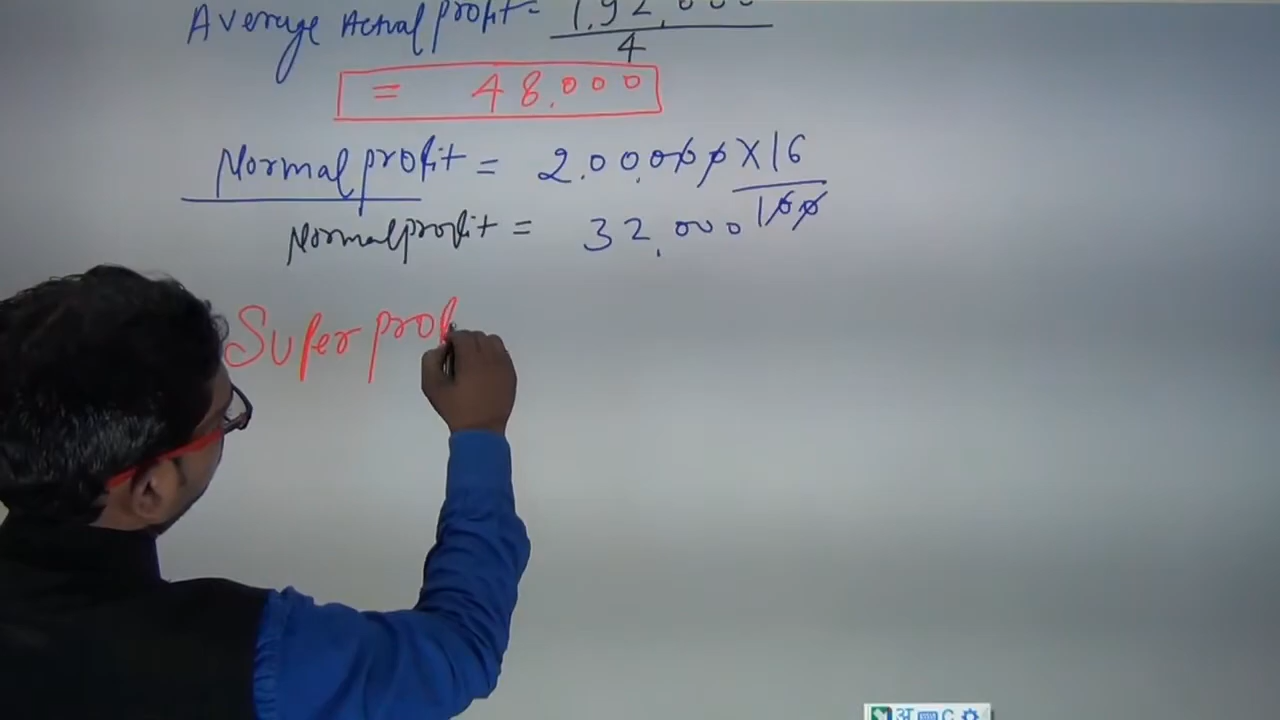 Average Actual profit = 1,92,000
4
= 48,000
Normal profit = 2,00,000 X 16
100
Normal profit = 32,000
Super prof
अ C